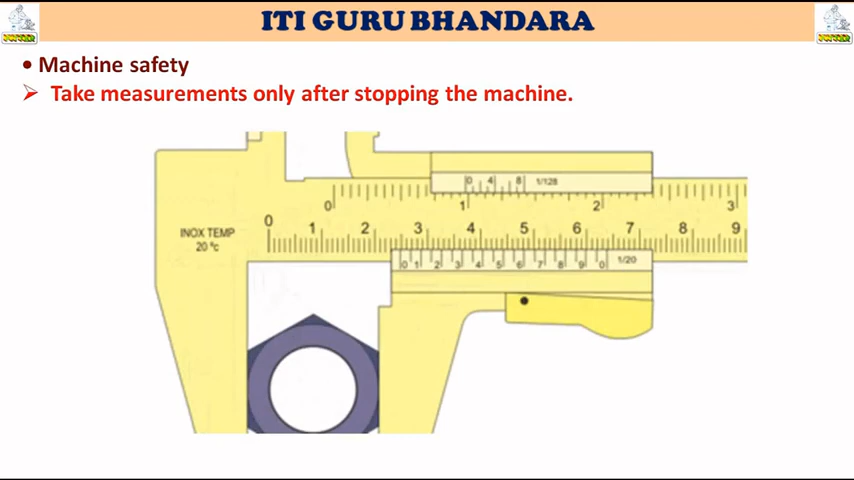 ITI GURU BHANDARA
• Machine safety
➢ Take measurements only after stopping the machine.
0 4 8 1/128
0 1 2 3
INOX TEMP
20 °c
0 1 2 3 4 5 6 7 8 9
0 1 2 3 4 5 6 7 8 9 0 1/20